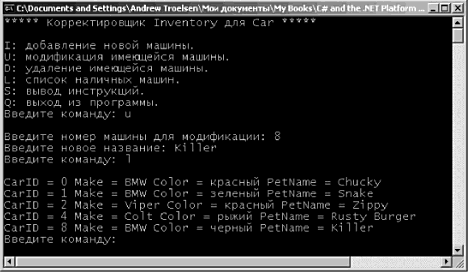 C:\Documents and Settings\Andrew Troelsen\Мои документы\My Books\C# and the .NET Platform ...
***** Корректировщик Inventory для Car *****
I: добавление новой машины.
U: модификация имеющейся машины.
D: удаление имеющейся машины.
L: список наличных машин.
S: вывод инструкций.
Q: выход из программы.
Введите команду: u
Введите номер машины для модификации: 8
Введите новое название: Killer
Введите команду: l
CarID = 0 Make = BMW Color = красный PetName = Chucky
CarID = 1 Make = BMW Color = зеленый PetName = Snake
CarID = 2 Make = Viper Color = красный PetName = Zippy
CarID = 4 Make = Colt Color = рыжий PetName = Rusty Burger
CarID = 8 Make = BMW Color = черный PetName = Killer
Введите команду: